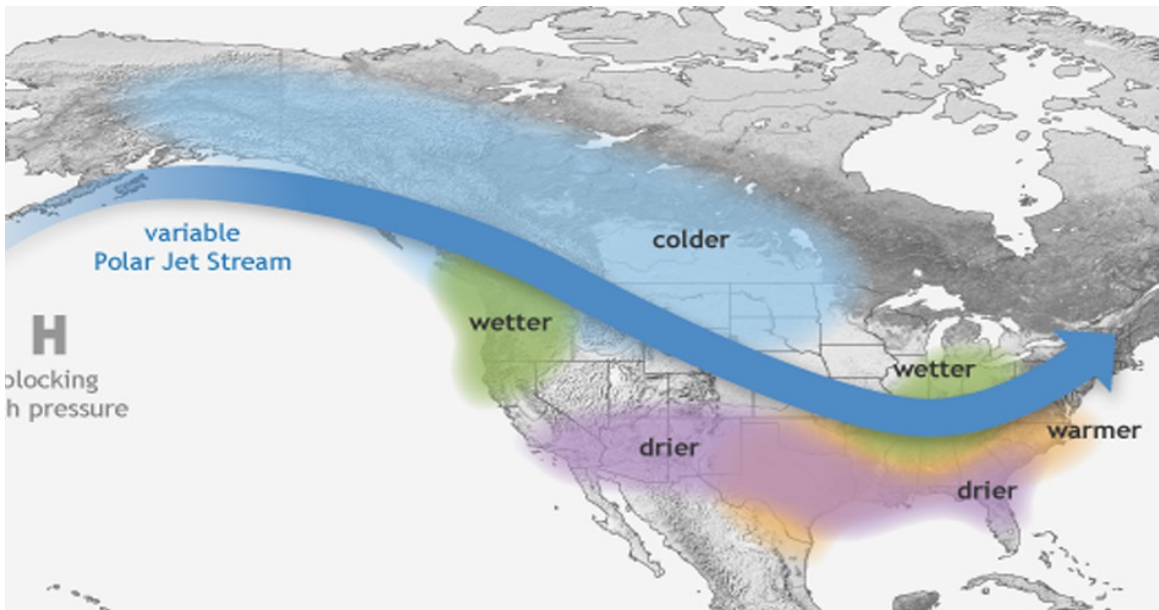 variable
Polar Jet Stream
colder
H
blocking
h pressure
wetter
wetter
drier
warmer
drier